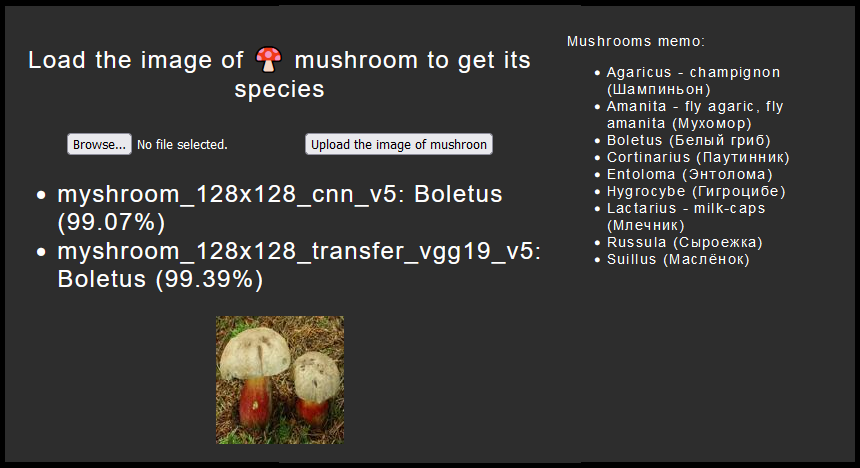 Load the image of 🍄 mushroom to get its
species
Browse... No file selected.
Upload the image of mushroon
myshroom_128x128_cnn_v5: Boletus
(99.07%)
myshroom_128x128_transfer_vgg19_v5:
Boletus (99.39%)
Mushrooms memo:
Agaricus - champignon
(Шампиньон)
Amanita - fly agaric, fly
amanita (Мухомор)
Boletus (Белый гриб)
Cortinarius (Паутинник)
Entoloma (Энтолома)
Hygrocybe (Гигроцибе)
Lactarius - milk-caps
(Млечник)
Russula (Сыроежка)
Suillus (Маслёнок)